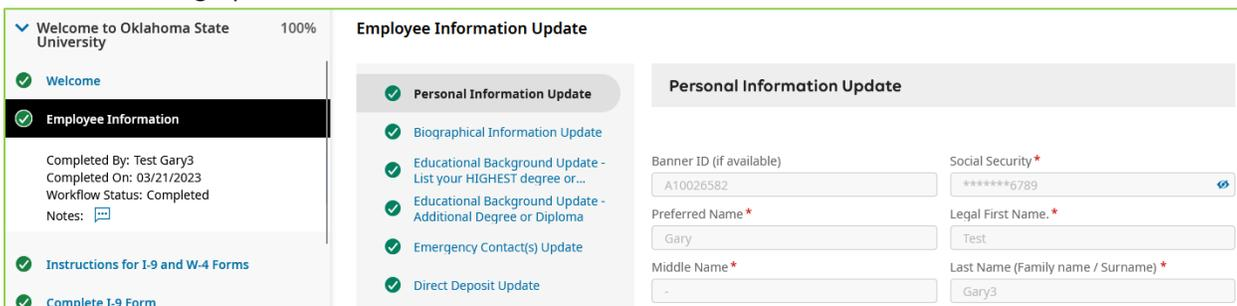 Welcome to Oklahoma State University 100%
Welcome
Employee Information
Completed By: Test Gary3
Completed On: 03/21/2023
Workflow Status: Completed
Notes:
Instructions for I-9 and W-4 Forms
Complete I-9 Form
Employee Information Update
Personal Information Update
Biographical Information Update
Educational Background Update -
List your HIGHEST degree or...
Educational Background Update -
Additional Degree or Diploma
Emergency Contact(s) Update
Direct Deposit Update
Personal Information Update
Banner ID (if available) Social Security*
A10026582 *******6789
Preferred Name* Legal First Name.*
Gary Test
Middle Name* Last Name (Family name / Surname) *
- Gary3